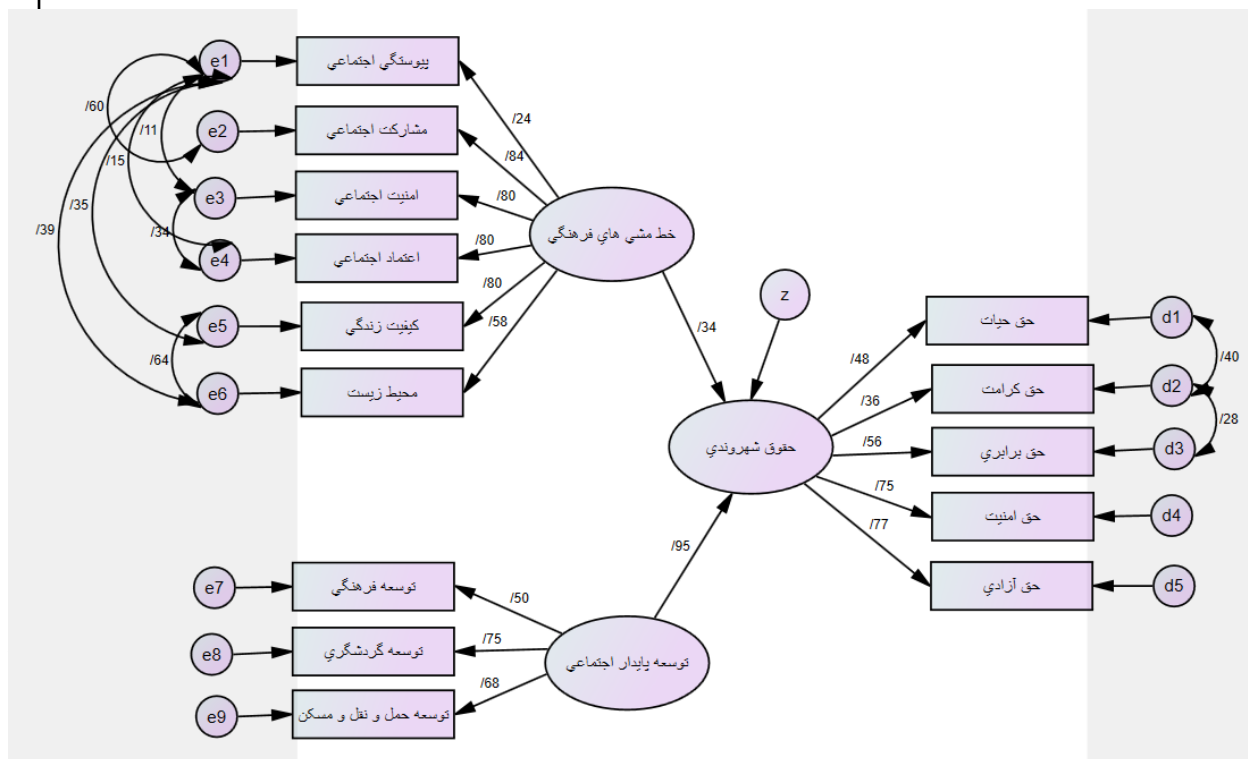 e1
پيوستگي اجتماعي
/60
/24
e2
مشاركت اجتماعي
/11
/84
/15
e3
امنيت اجتماعي
/80
/35
/39
/34
e4
اعتماد اجتماعي
/80
خط مشي هاي فرهنگي
e5
كيفيت زندگي
/80
/58
/64
e6
محيط زيست
/34
z
حق حيات
d1
/48
/40
حق كرامت
d2
/36
/28
حقوق شهروندي
/56
حق برابري
d3
/75
حق امنيت
d4
/77
حق آزادي
d5
/95
e7
توسعه فرهنگي
/50
e8
توسعه گردشگري
/75
توسعه پايدار اجتماعي
/68
e9
توسعه حمل و نقل و مسكن